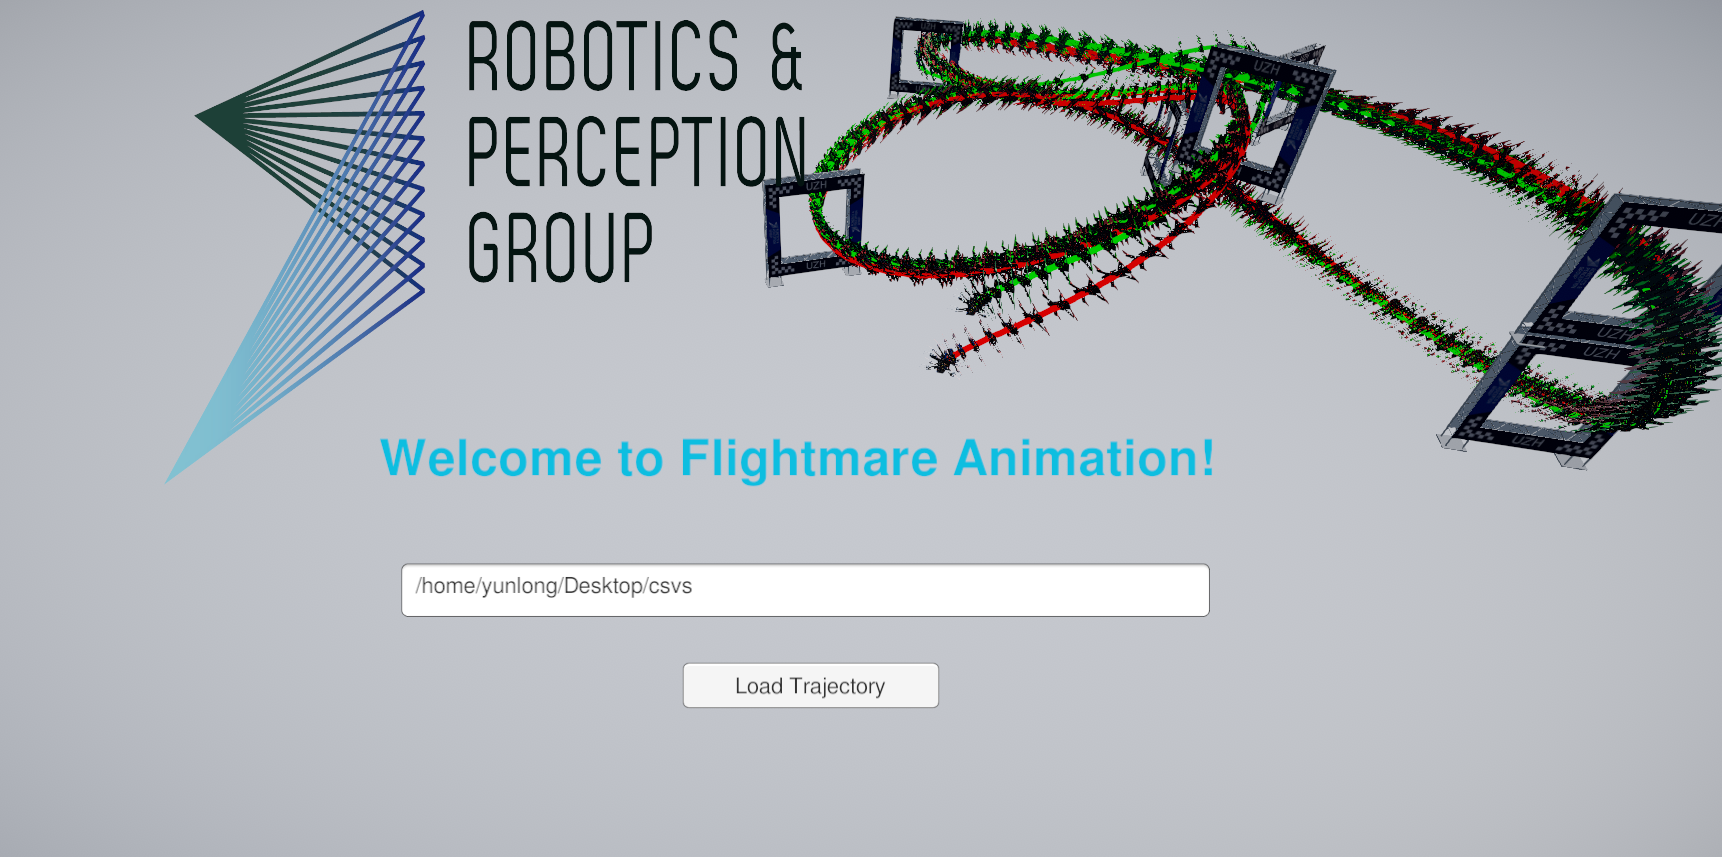 ROBOTICS &
PERCEPTION
GROUP
UZH
UZH
UZH
UZH
UZH
UZH
Welcome to Flightmare Animation!
/home/yunlong/Desktop/csvs
Load Trajectory